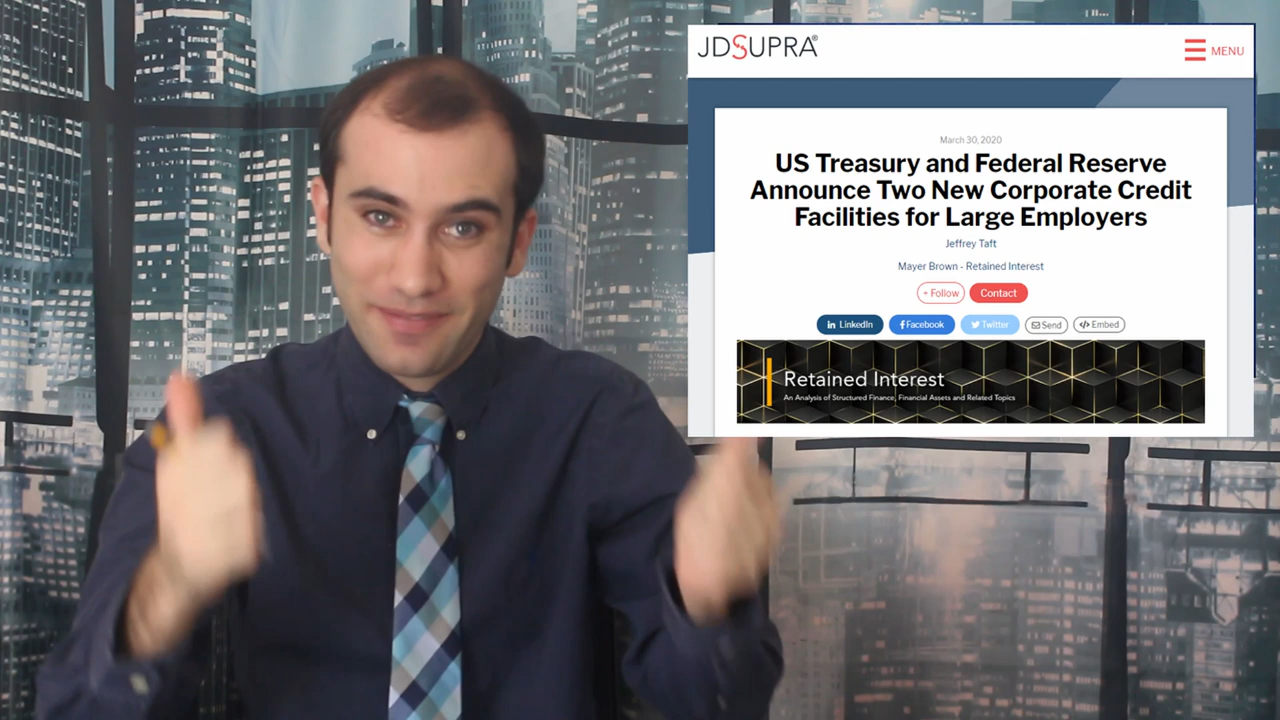 JDSUPRA®
MENU
March 30, 2020
US Treasury and Federal Reserve
Announce Two New Corporate Credit
Facilities for Large Employers
Jeffrey Taft
Mayer Brown - Retained Interest
+ Follow
Contact
in LinkedIn
Facebook
Twitter
Send
</> Embed
Retained Interest
An Analysis of Structured Finance, Financial Assets and Related Topics